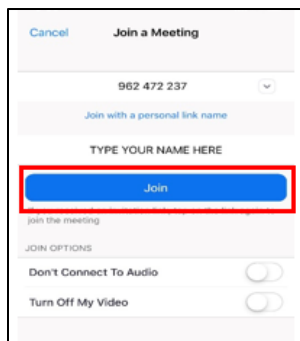 Cancel Join a Meeting
962 472 237
Join with a personal link name
TYPE YOUR NAME HERE
Join
join the meeting
JOIN OPTIONS
Don't Connect To Audio
Turn Off My Video